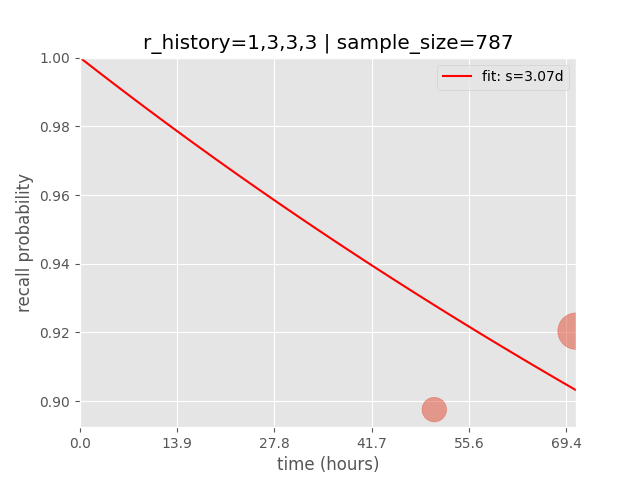 r_history=1,3,3,3 | sample_size=787
fit: s=3.07d
recall probability
1.00
0.98
0.96
0.94
0.92
0.90
0.0 13.9 27.8 41.7 55.6 69.4
time (hours)